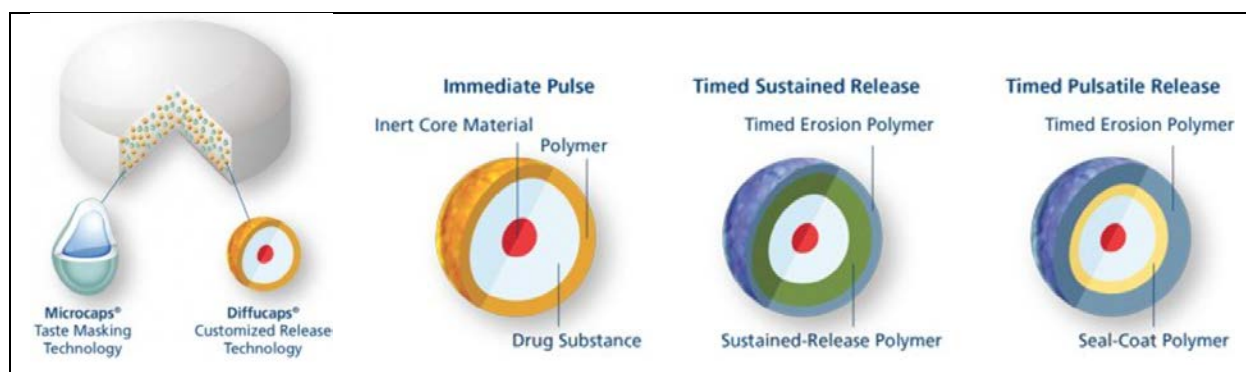 Microcaps®
Taste Masking
Technology
Diffucaps®
Customized Release
Technology
Immediate Pulse
Inert Core Material
Polymer
Drug Substance
Timed Sustained Release
Timed Erosion Polymer
Sustained-Release Polymer
Timed Pulsatile Release
Timed Erosion Polymer
Seal-Coat Polymer